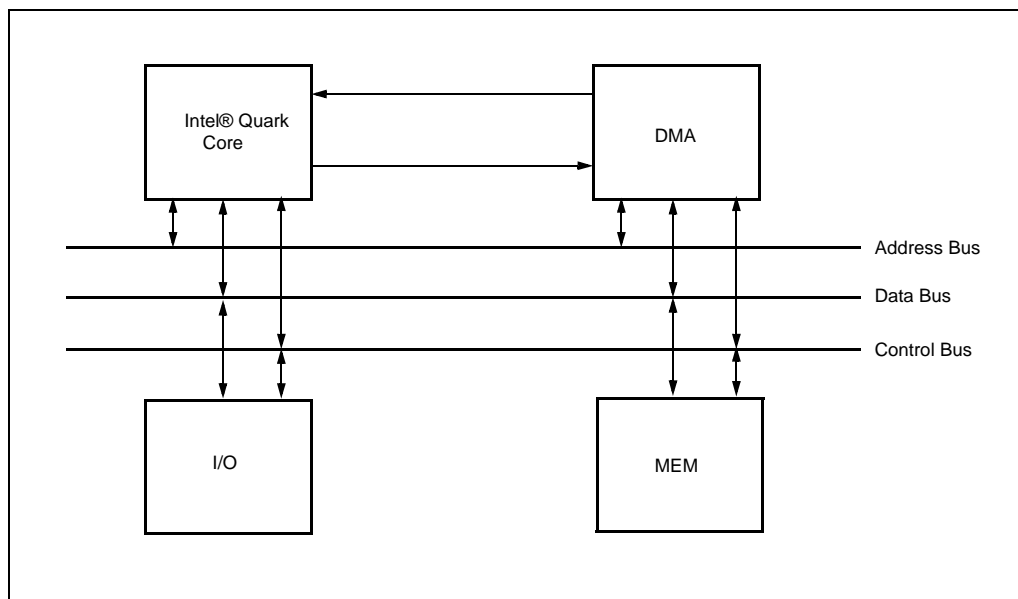 Intel® Quark
Core
DMA
Address Bus
Data Bus
Control Bus
I/O
MEM